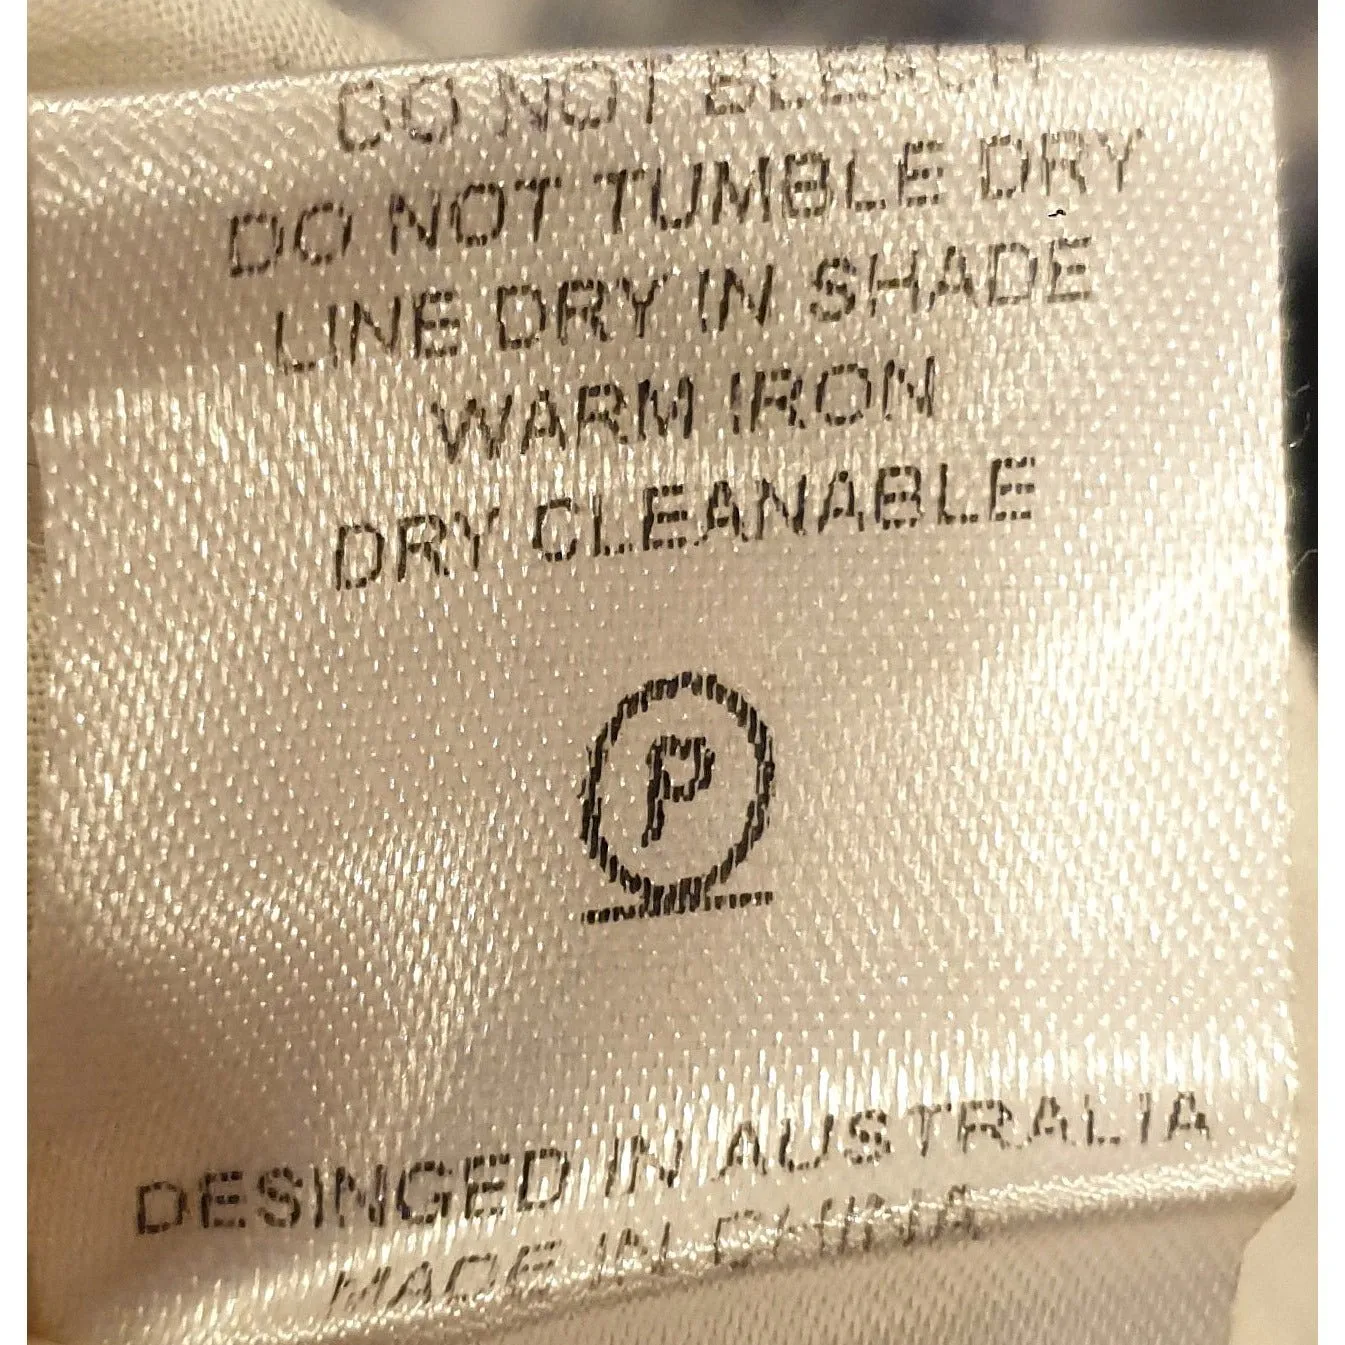 DO NOT BLEACH
DO NOT TUMBLE DRY
LINE DRY IN SHADE
WARM IRON
DRY CLEANABLE
P
DESINGED IN AUSTRALIA
MADE IN CHINA